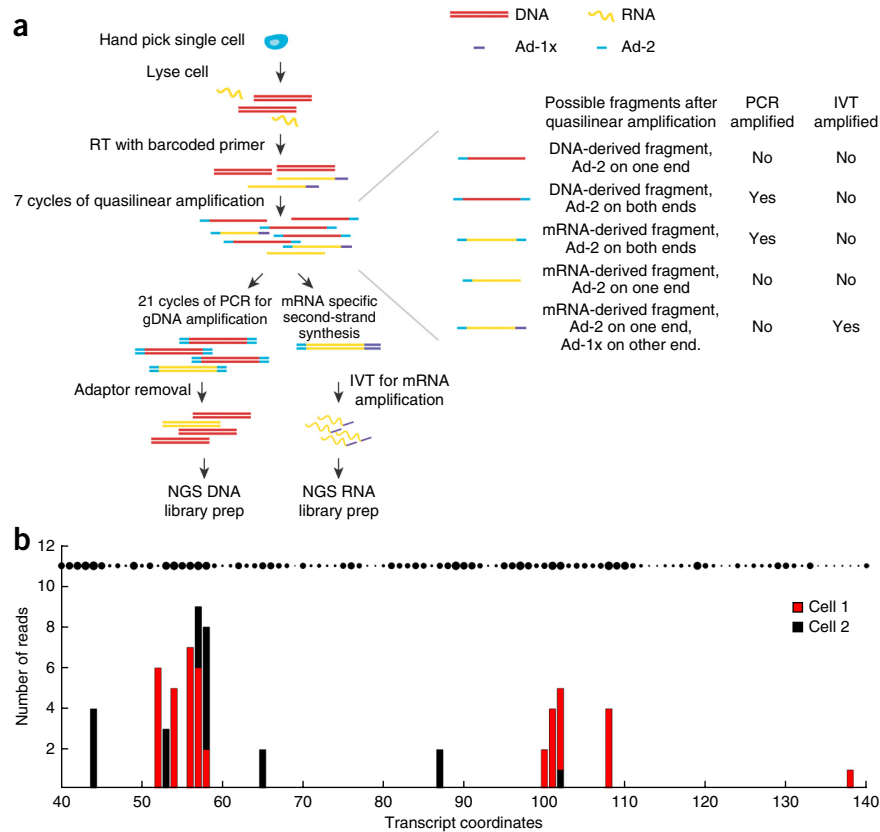 a
Hand pick single cell
Lyse cell
RT with barcoded primer
7 cycles of quasilinear amplification
21 cycles of PCR for
gDNA amplification
mRNA specific
second-strand
synthesis
Adaptor removal
IVT for mRNA
amplification
NGS DNA
library prep
NGS RNA
library prep
DNA
RNA
Ad-1x
Ad-2
Possible fragments after
quasilinear amplification
PCR
amplified
IVT
amplified
DNA-derived fragment,
Ad-2 on one end
No
No
DNA-derived fragment,
Ad-2 on both ends
Yes
No
mRNA-derived fragment,
Ad-2 on both ends
Yes
No
mRNA-derived fragment,
Ad-2 on one end
No
No
mRNA-derived fragment,
Ad-2 on one end,
Ad-1x on other end.
No
Yes
b
12
10
8
6
4
2
Number of reads
Cell 1
Cell 2
40 50 60 70 80 90 100 110 120 130 140
Transcript coordinates